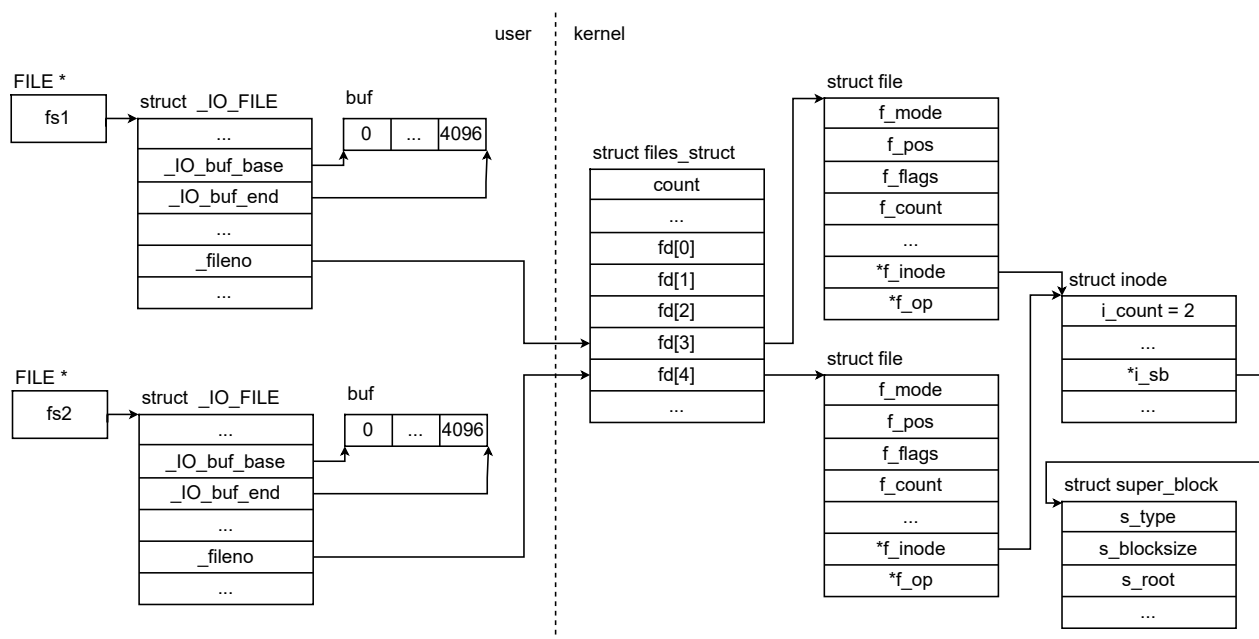 user
kernel
FILE *
fs1
struct _IO_FILE
...
_IO_buf_base
_IO_buf_end
...
_fileno
...
buf
0 ... 4096
FILE *
fs2
struct _IO_FILE
...
_IO_buf_base
_IO_buf_end
...
_fileno
...
buf
0 ... 4096
struct files_struct
count
...
fd[0]
fd[1]
fd[2]
fd[3]
fd[4]
...
struct file
f_mode
f_pos
f_flags
f_count
...
*f_inode
*f_op
struct file
f_mode
f_pos
f_flags
f_count
...
*f_inode
*f_op
struct inode
i_count = 2
...
*i_sb
...
struct super_block
s_type
s_blocksize
s_root
...